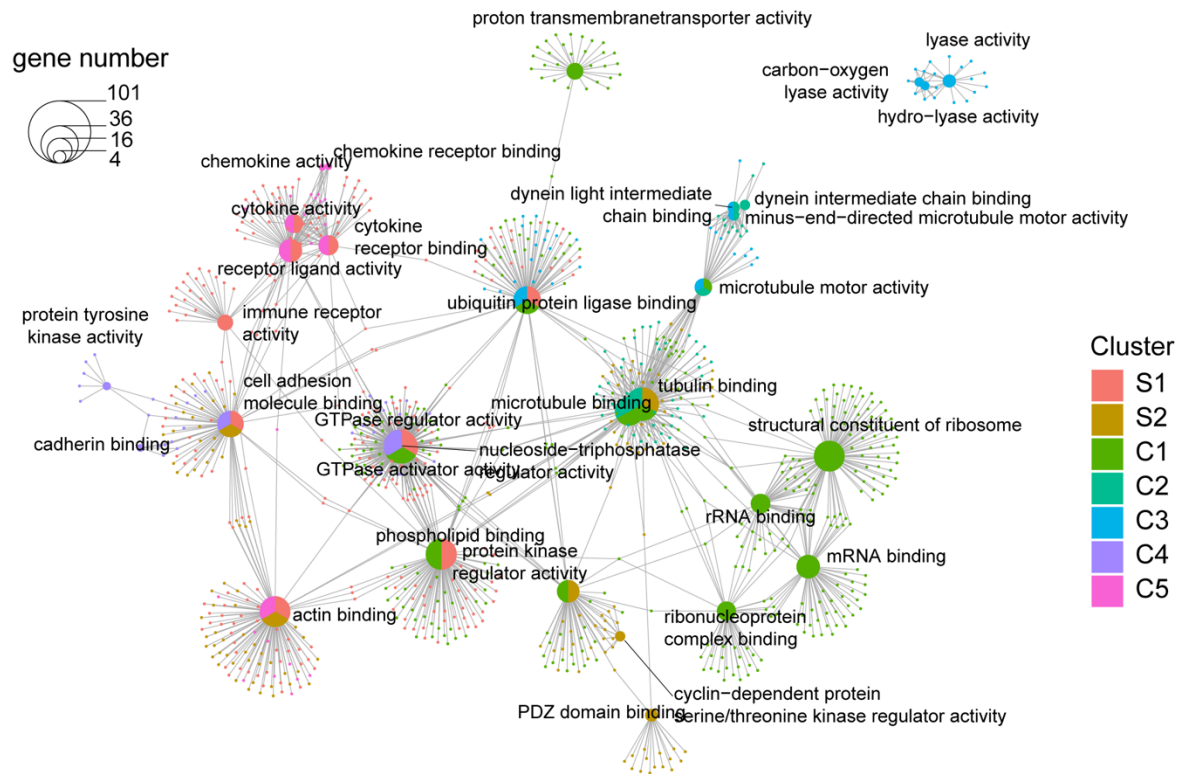 proton transmembranetransporter activity
lyase activity
carbon−oxygen
lyase activity
hydro−lyase activity
gene number
101
36
16
4
chemokine receptor binding
chemokine activity
cytokine activity
cytokine
receptor binding
receptor ligand activity
dynein light intermediate
chain binding
dynein intermediate chain binding
minus−end−directed microtubule motor activity
microtubule motor activity
ubiquitin protein ligase binding
protein tyrosine
kinase activity
immune receptor
activity
cell adhesion
molecule binding
cadherin binding
GTPase regulator activity
GTPase activator activity
nucleoside−triphosphatase
regulator activity
microtubule binding
tubulin binding
structural constituent of ribosome
rRNA binding
mRNA binding
phospholipid binding
protein kinase
regulator activity
actin binding
ribonucleoprotein
complex binding
cyclin−dependent protein
serine/threonine kinase regulator activity
PDZ domain binding
Cluster
S1
S2
C1
C2
C3
C4
C5